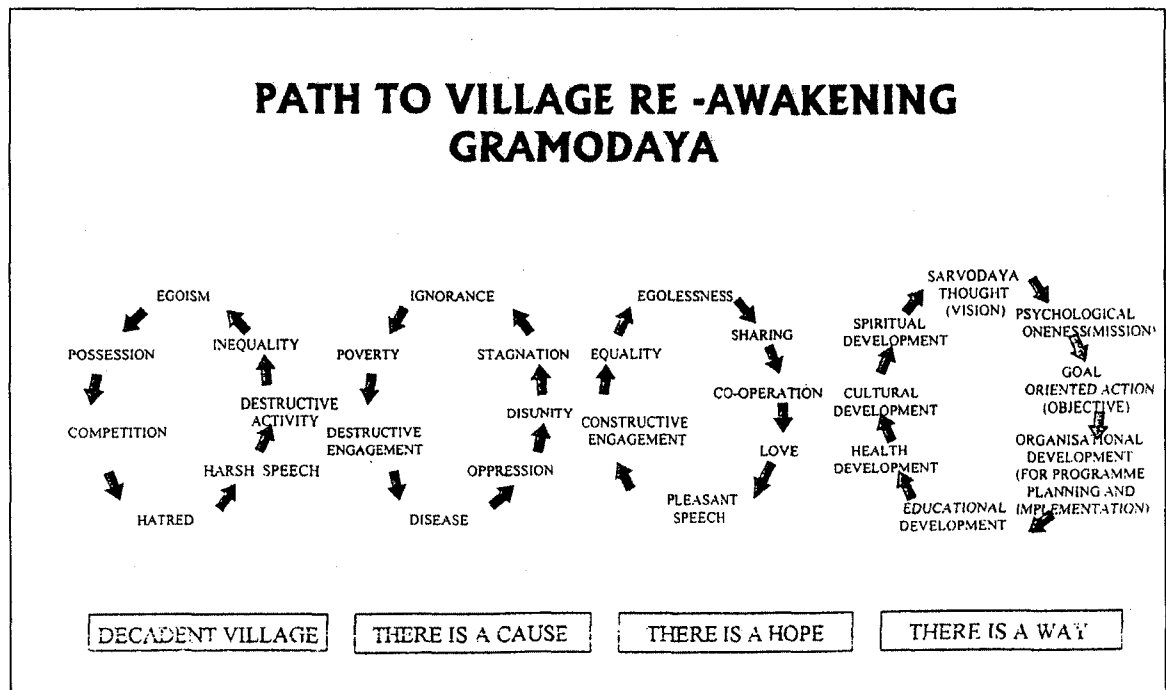 PATH TO VILLAGE RE -AWAKENING
GRAMODAYA
EGOISM
POSSESSION
COMPETITION
HATRED
HARSH SPEECH
DESTRUCTIVE
ACTIVITY
INEQUALITY
IGNORANCE
POVERTY
DESTRUCTIVE
ENGAGEMENT
DISEASE
OPPRESSION
DISUNITY
STAGNATION
EGOLESSNESS
SHARING
CO-OPERATION
LOVE
PLEASANT
SPEECH
CONSTRUCTIVE
ENGAGEMENT
EQUALITY
SARVODAYA
THOUGHT
(VISION)
PSYCHOLOGICAL
ONENESS(MISSION)
GOAL
ORIENTED ACTION
(OBJECTIVE)
ORGANISATIONAL
DEVELOPMENT
(FOR PROGRAMME
PLANNING AND
IMPLEMENTATION)
EDUCATIONAL
DEVELOPMENT
HEALTH
DEVELOPMENT
CULTURAL
DEVELOPMENT
SPIRITUAL
DEVELOPMENT
DECADENT VILLAGE
THERE IS A CAUSE
THERE IS A HOPE
THERE IS A WAY